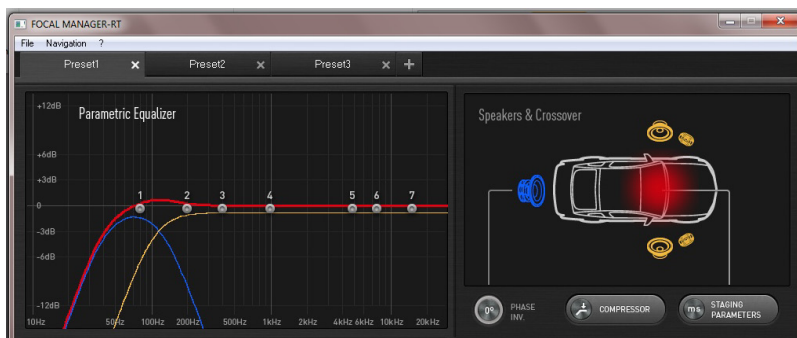 FOCAL MANAGER-RT
File Navigation ?
Preset1 Preset2 Preset3
Parametric Equalizer
+12dB
+6dB
+3dB
0
-3dB
-6dB
-12dB
1 2 3 4 5 6 7
10Hz 50Hz 100Hz 200Hz 500Hz 1kHz 2kHz 4kHz 6kHz 10kHz 20kHz
Speakers & Crossover
0°
PHASE
INV.
COMPRESSOR
ms
STAGING
PARAMETERS